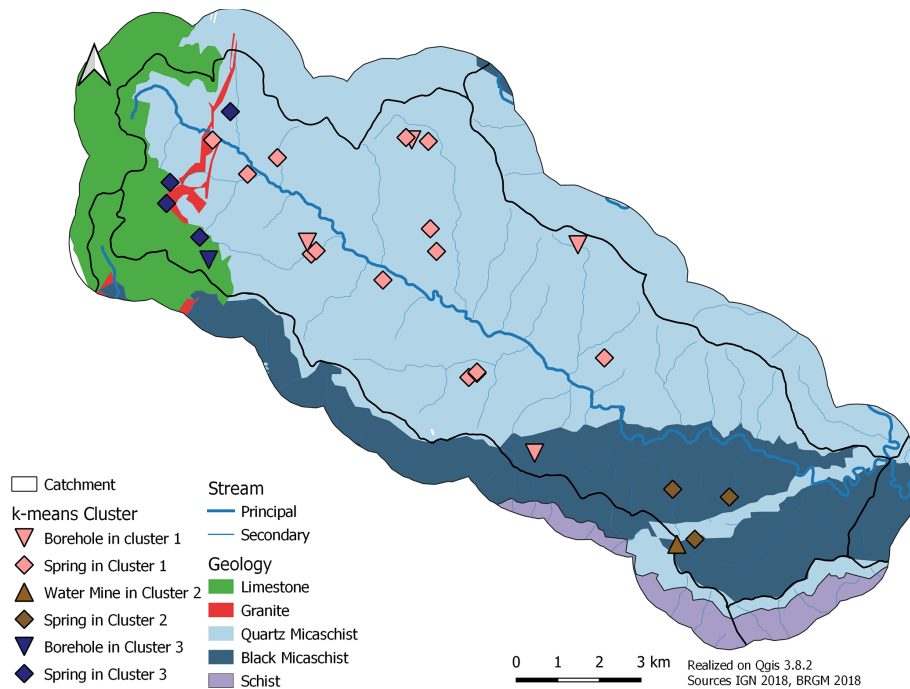 Catchment
k-means Cluster
Borehole in cluster 1
Spring in Cluster 1
Water Mine in Cluster 2
Spring in Cluster 2
Borehole in Cluster 3
Spring in Cluster 3
Stream
Principal
Secondary
Geology
Limestone
Granite
Quartz Micaschist
Black Micaschist
Schist
0 1 2 3 km
Realized on Qgis 3.8.2
Sources IGN 2018, BRGM 2018